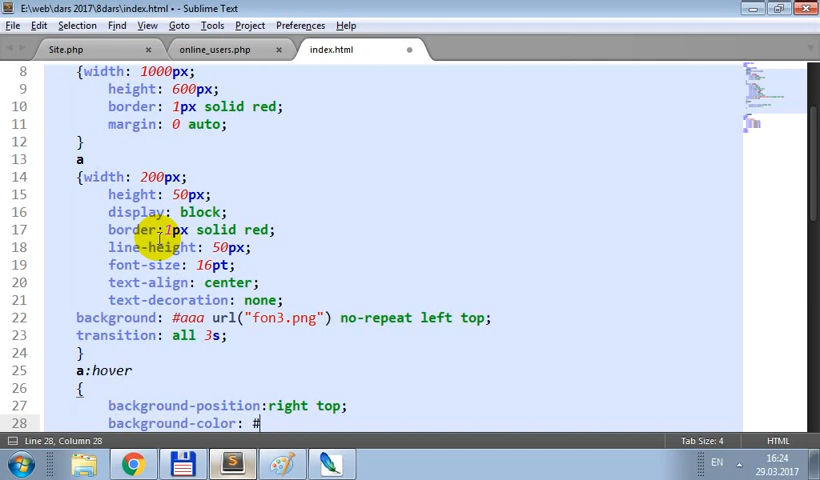 E:\web\dars 2017\8dars\index.html • - Sublime Text
File Edit Selection Find View Goto Tools Project Preferences Help
Site.php × online_users.php × index.html
8 {width: 1000px;
9 height: 600px;
10 border: 1px solid red;
11 margin: 0 auto;
12 }
13 a
14 {width: 200px;
15 height: 50px;
16 display: block;
17 border:1px solid red;
18 line-height: 50px;
19 font-size: 16pt;
20 text-align: center;
21 text-decoration: none;
22 background: #aaa url("fon3.png") no-repeat left top;
23 transition: all 3s;
24 }
25 a:hover
26 {
27 background-position:right top;
28 background-color: #
Line 28, Column 28 Tab Size: 4 HTML
EN 16:24
29.03.2017